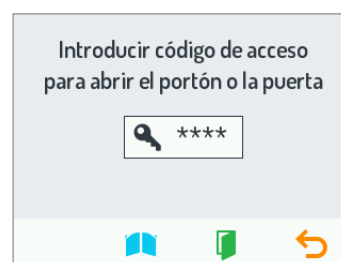 Introducir código de acceso
para abrir el portón o la puerta
****